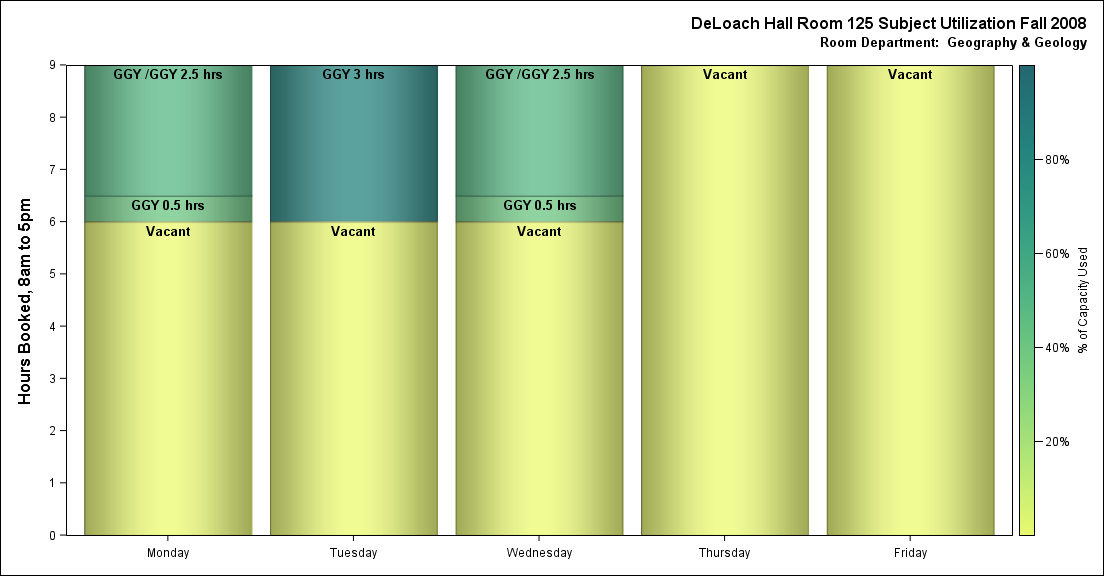 DeLoach Hall Room 125 Subject Utilization Fall 2008
Room Department: Geography & Geology
Hours Booked, 8am to 5pm
9
8
7
6
5
4
3
2
1
0
GGY /GGY 2.5 hrs
GGY 0.5 hrs
Vacant
GGY 3 hrs
Vacant
GGY /GGY 2.5 hrs
GGY 0.5 hrs
Vacant
Vacant
Vacant
Monday
Tuesday
Wednesday
Thursday
Friday
80%
60%
40%
20%
% of Capacity Used